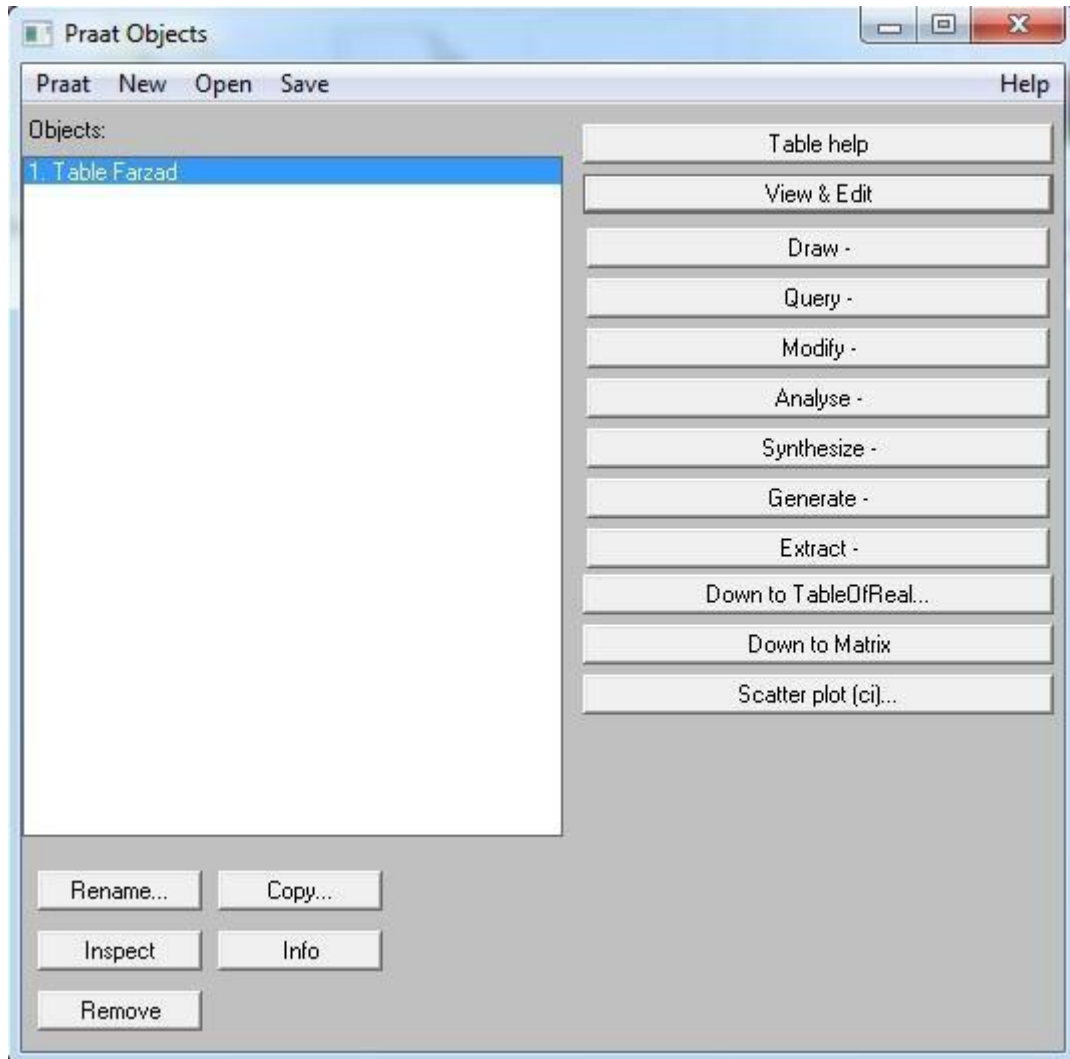 Praat Objects
Praat New Open Save Help
Objects:
1. Table Farzad
Table help
View & Edit
Draw -
Query -
Modify -
Analyse -
Synthesize -
Generate -
Extract -
Down to TableOfReal...
Down to Matrix
Scatter plot (ci)...
Rename... Copy...
Inspect Info
Remove